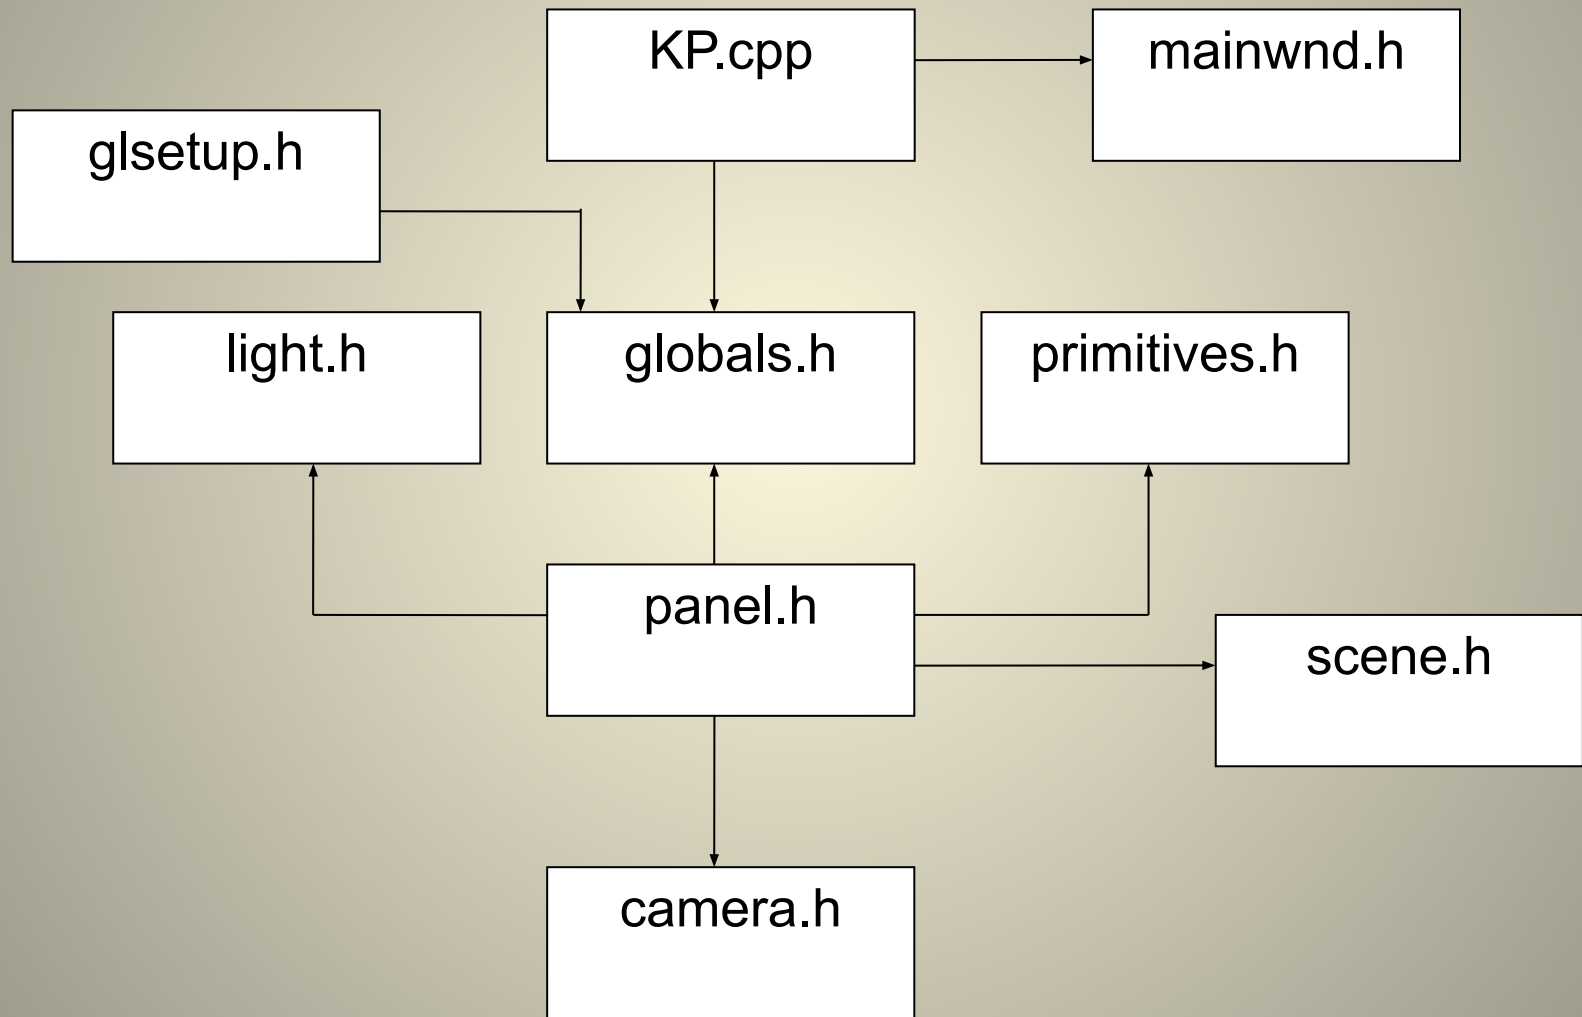 KP.cpp
mainwnd.h
glsetup.h
light.h
globals.h
primitives.h
panel.h
scene.h
camera.h